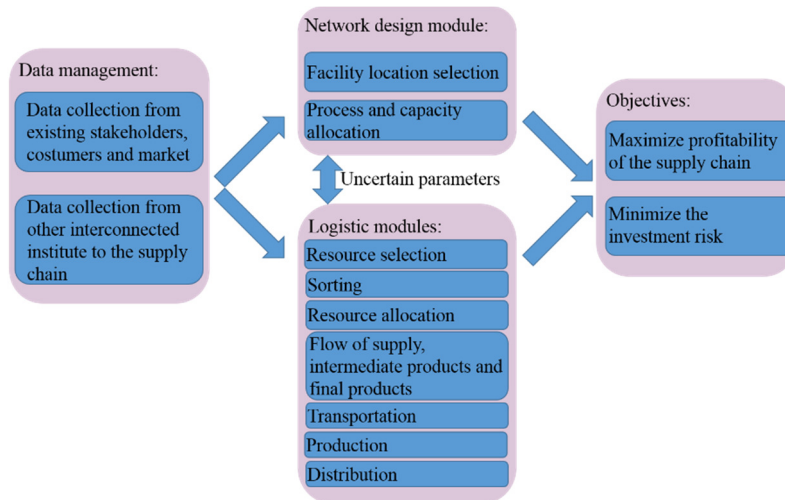 Data management:
Data collection from
existing stakeholders,
costumers and market
Data collection from
other interconnected
institute to the supply
chain
Network design module:
Facility location selection
Process and capacity
allocation
Uncertain parameters
Logistic modules:
Resource selection
Sorting
Resource allocation
Flow of supply,
intermediate products and
final products
Transportation
Production
Distribution
Objectives:
Maximize profitability
of the supply chain
Minimize the
investment risk